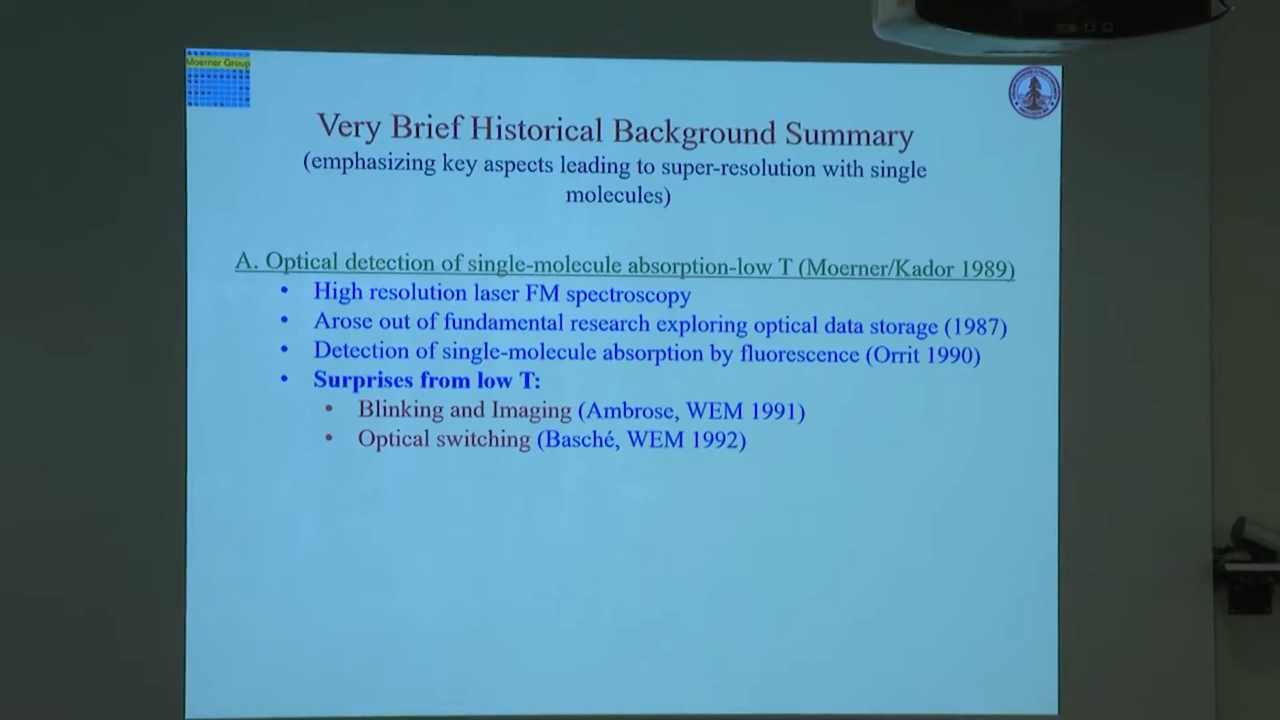 Moerner Group
Very Brief Historical Background Summary
(emphasizing key aspects leading to super-resolution with single
molecules)
A. Optical detection of single-molecule absorption-low T (Moerner/Kador 1989)
• High resolution laser FM spectroscopy
• Arose out of fundamental research exploring optical data storage (1987)
• Detection of single-molecule absorption by fluorescence (Orrit 1990)
• Surprises from low T:
• Blinking and Imaging (Ambrose, WEM 1991)
• Optical switching (Basché, WEM 1992)